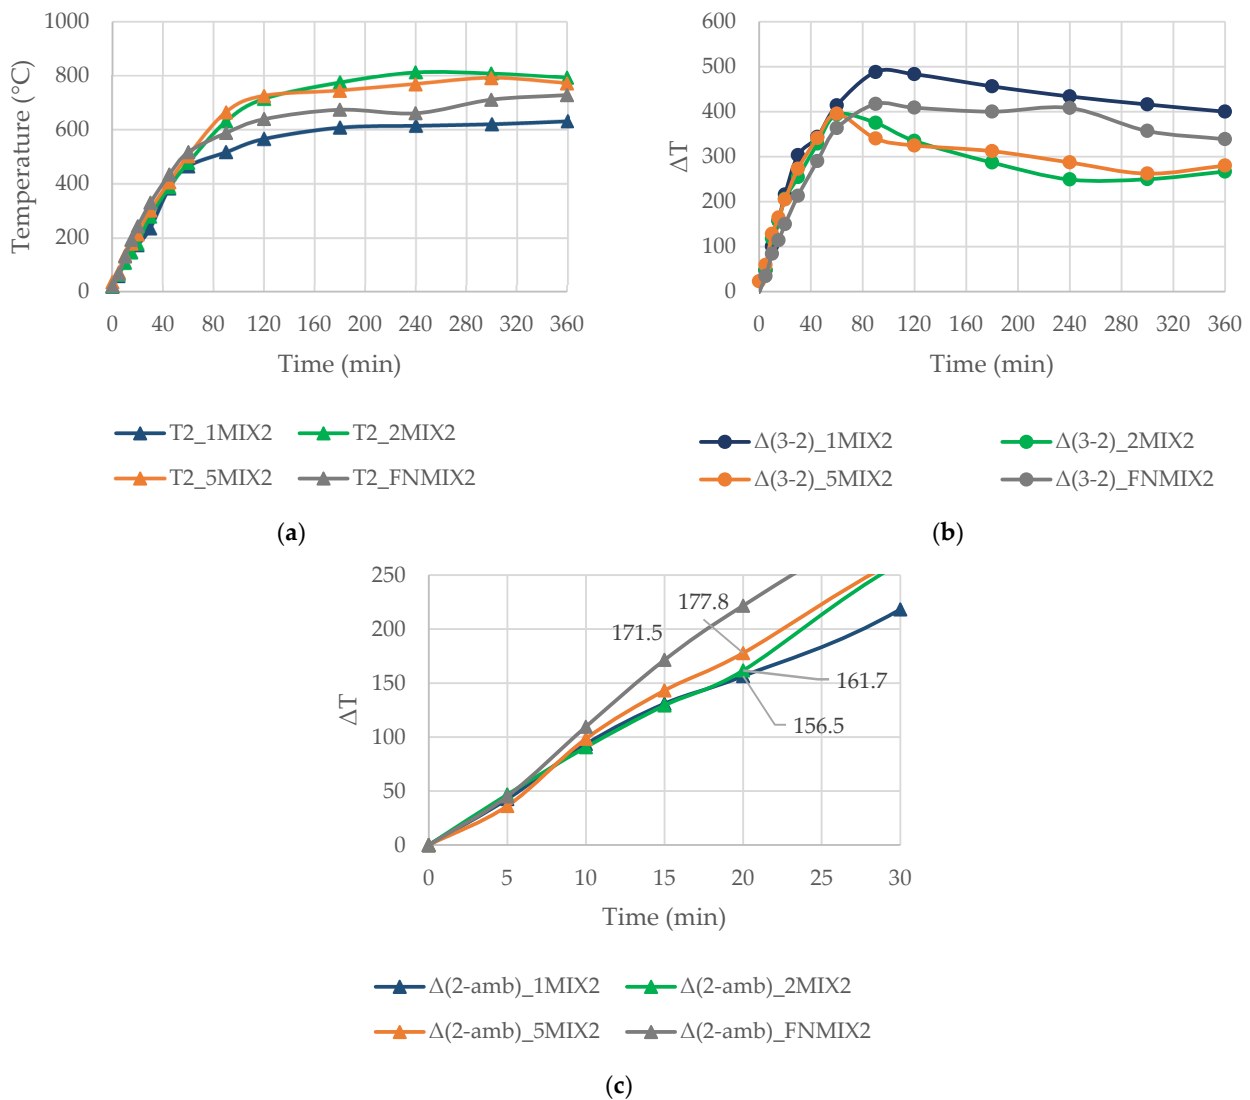 Temperature (°C)
1000
800
600
400
200
0
0 40 80 120 160 200 240 280 320 360
Time (min)
T2_1MIX2 T2_2MIX2
T2_5MIX2 T2_FNMIX2
(a)
ΔT
600
500
400
300
200
100
0
0 40 80 120 160 200 240 280 320 360
Time (min)
Δ(3-2)_1MIX2 Δ(3-2)_2MIX2
Δ(3-2)_5MIX2 Δ(3-2)_FNMIX2
(b)
ΔT
250
200
150
100
50
0
177.8
171.5
161.7
156.5
0 5 10 15 20 25 30
Time (min)
Δ(2-amb)_1MIX2 Δ(2-amb)_2MIX2
Δ(2-amb)_5MIX2 Δ(2-amb)_FNMIX2
(c)